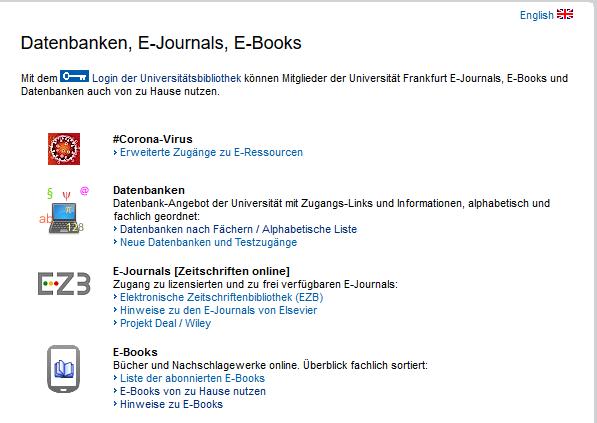 English
Datenbanken, E-Journals, E-Books
Mit dem Login der Universitätsbibliothek können Mitglieder der Universität Frankfurt E-Journals, E-Books und
Datenbanken auch von zu Hause nutzen.
#Corona-Virus
› Erweiterte Zugänge zu E-Ressourcen
§ ψ @
ab 123
Datenbanken
Datenbank-Angebot der Universität mit Zugangs-Links und Informationen, alphabetisch und
fachlich geordnet:
› Datenbanken nach Fächern / Alphabetische Liste
› Neue Datenbanken und Testzugänge
EZB
E-Journals [Zeitschriften online]
Zugang zu lizensierten und zu frei verfügbaren E-Journals:
› Elektronische Zeitschriftenbibliothek (EZB)
› Hinweise zu den E-Journals von Elsevier
› Projekt Deal / Wiley
E-Books
Bücher und Nachschlagewerke online. Überblick fachlich sortiert:
› Liste der abonnierten E-Books
› E-Books von zu Hause nutzen
› Hinweise zu E-Books